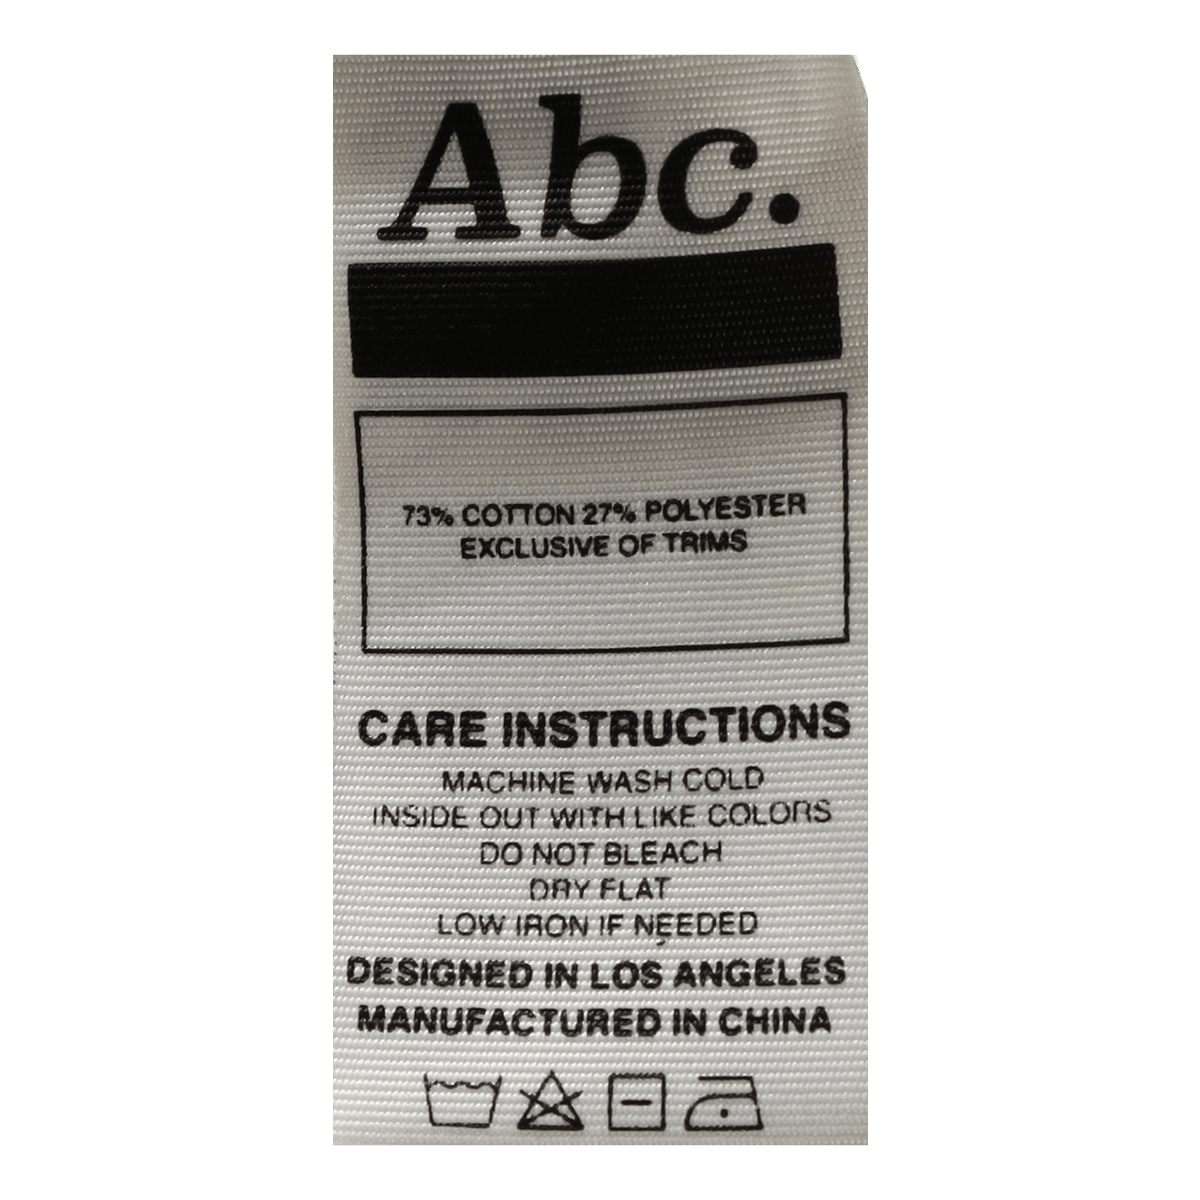 Abc.
73% COTTON 27% POLYESTER
EXCLUSIVE OF TRIMS
CARE INSTRUCTIONS
MACHINE WASH COLD
INSIDE OUT WITH LIKE COLORS
DO NOT BLEACH
DRY FLAT
LOW IRON IF NEEDED
DESIGNED IN LOS ANGELES
MANUFACTURED IN CHINA